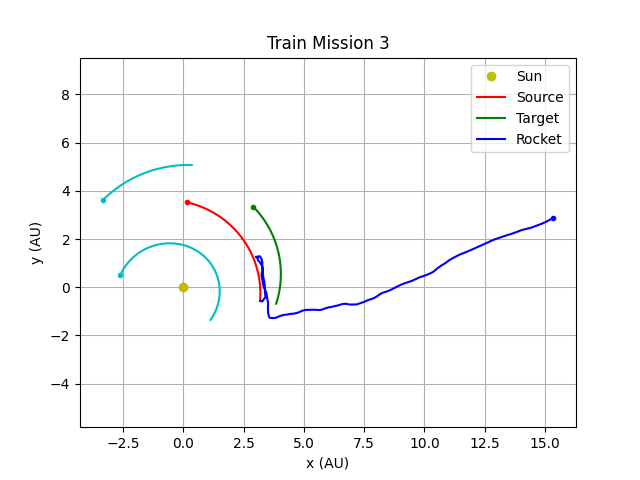 Train Mission 3
Sun
Source
Target
Rocket
y (AU)
8
6
4
2
0
−2
−4
−2.5 0.0 2.5 5.0 7.5 10.0 12.5 15.0
x (AU)